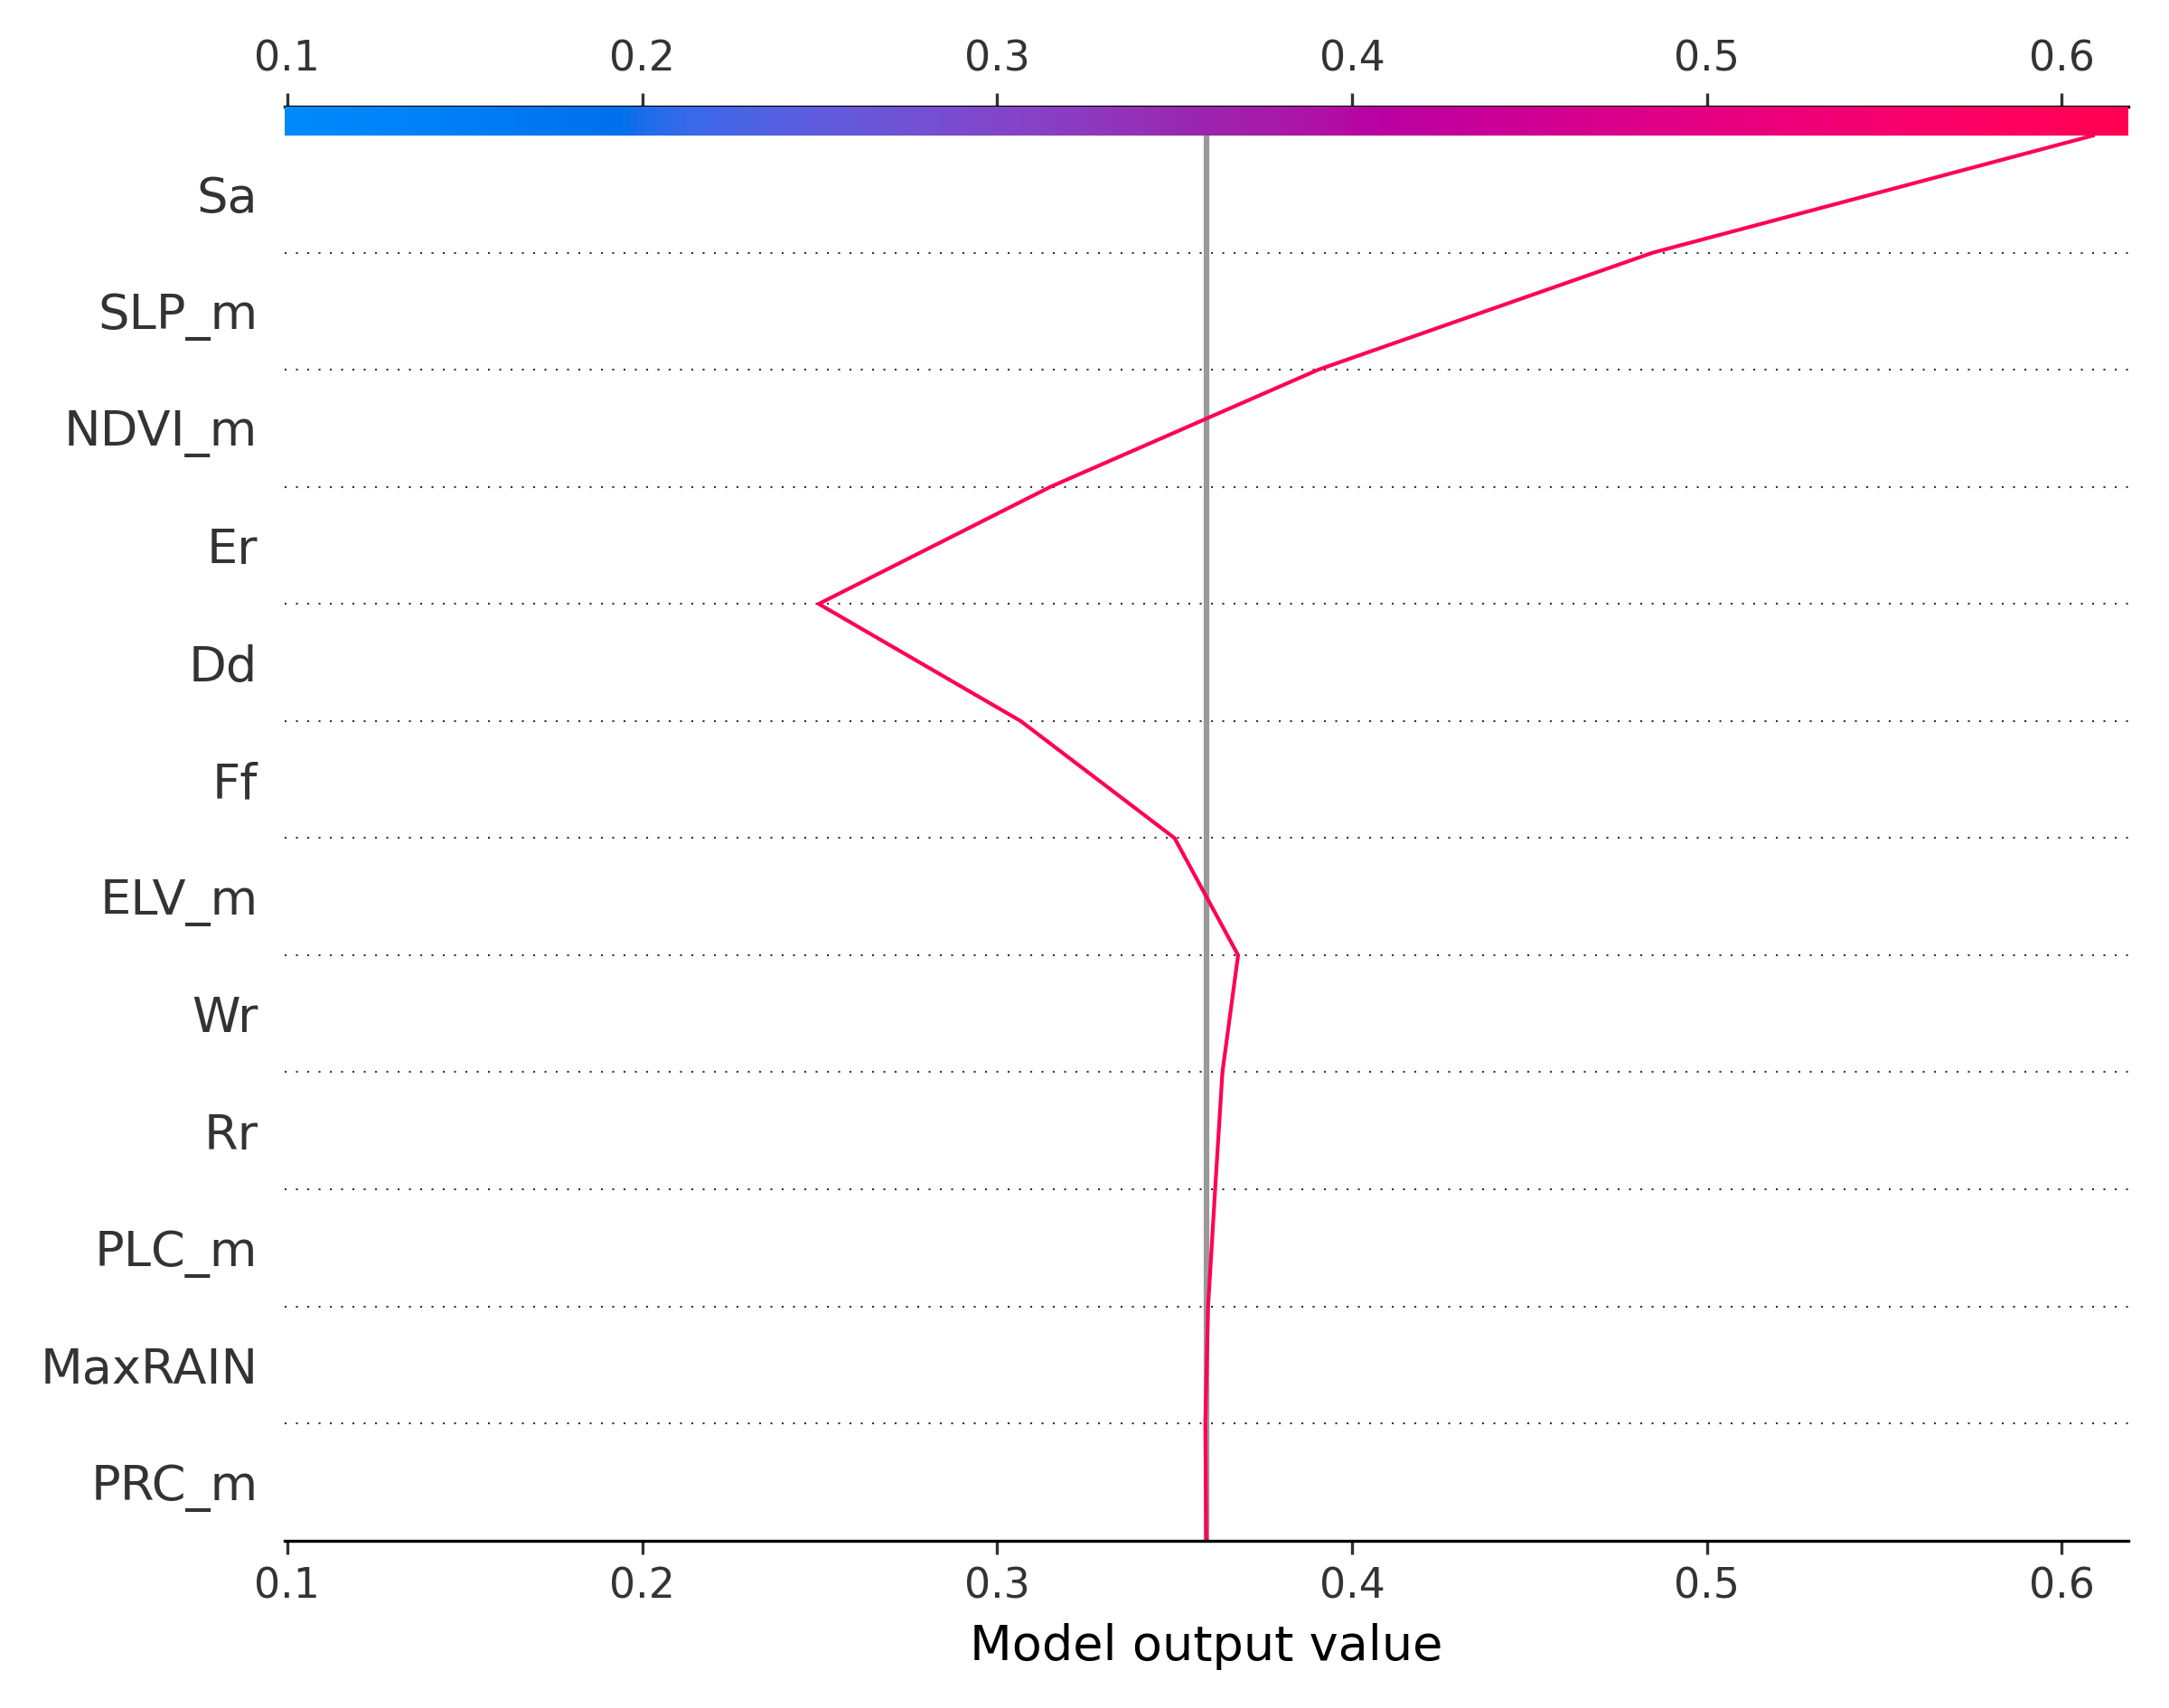 0.1 0.2 0.3 0.4 0.5 0.6
Sa
SLP_m
NDVI_m
Er
Dd
Ff
ELV_m
Wr
Rr
PLC_m
MaxRAIN
PRC_m
0.1 0.2 0.3 0.4 0.5 0.6
Model output value